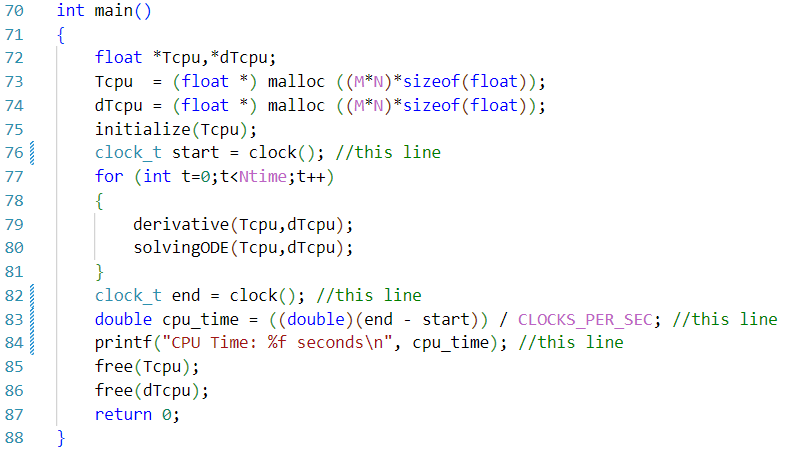 70 int main()
71 {
72 float *Tcpu,*dTcpu;
73 Tcpu  = (float *) malloc ((M*N)*sizeof(float));
74 dTcpu = (float *) malloc ((M*N)*sizeof(float));
75 initialize(Tcpu);
76 clock_t start = clock(); //this line
77 for (int t=0;t<Ntime;t++)
78 {
79 derivative(Tcpu,dTcpu);
80 solvingODE(Tcpu,dTcpu);
81 }
82 clock_t end = clock(); //this line
83 double cpu_time = ((double)(end - start)) / CLOCKS_PER_SEC; //this line
84 printf("CPU Time: %f seconds\n", cpu_time); //this line
85 free(Tcpu);
86 free(dTcpu);
87 return 0;
88 }